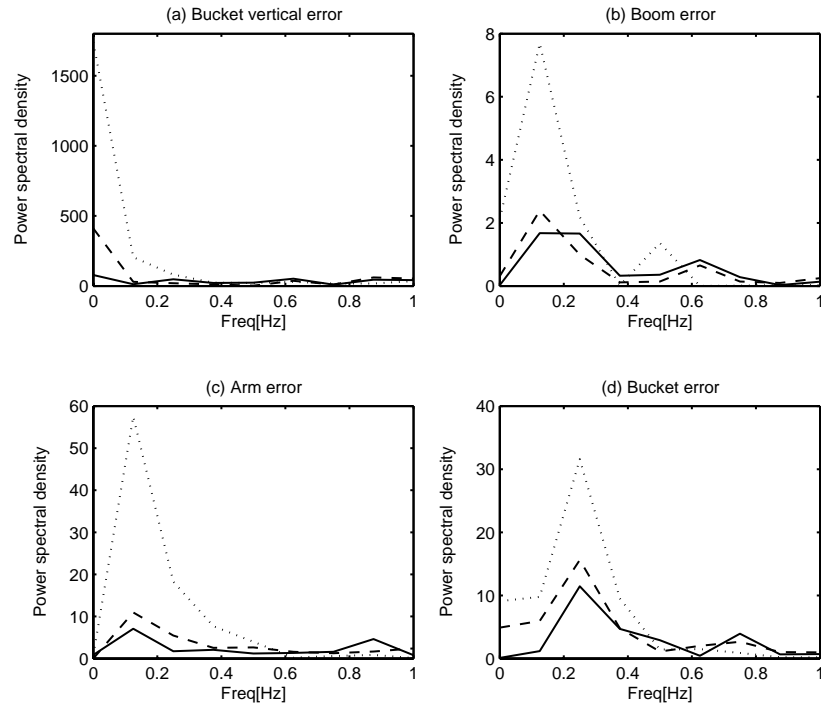 (a) Bucket vertical error
Power spectral density
1500
1000
500
0
0 0.2 0.4 0.6 0.8 1
Freq[Hz]
(b) Boom error
Power spectral density
8
6
4
2
0
0 0.2 0.4 0.6 0.8 1
Freq[Hz]
(c) Arm error
Power spectral density
60
50
40
30
20
10
0
0 0.2 0.4 0.6 0.8 1
Freq[Hz]
(d) Bucket error
Power spectral density
40
30
20
10
0
0 0.2 0.4 0.6 0.8 1
Freq[Hz]